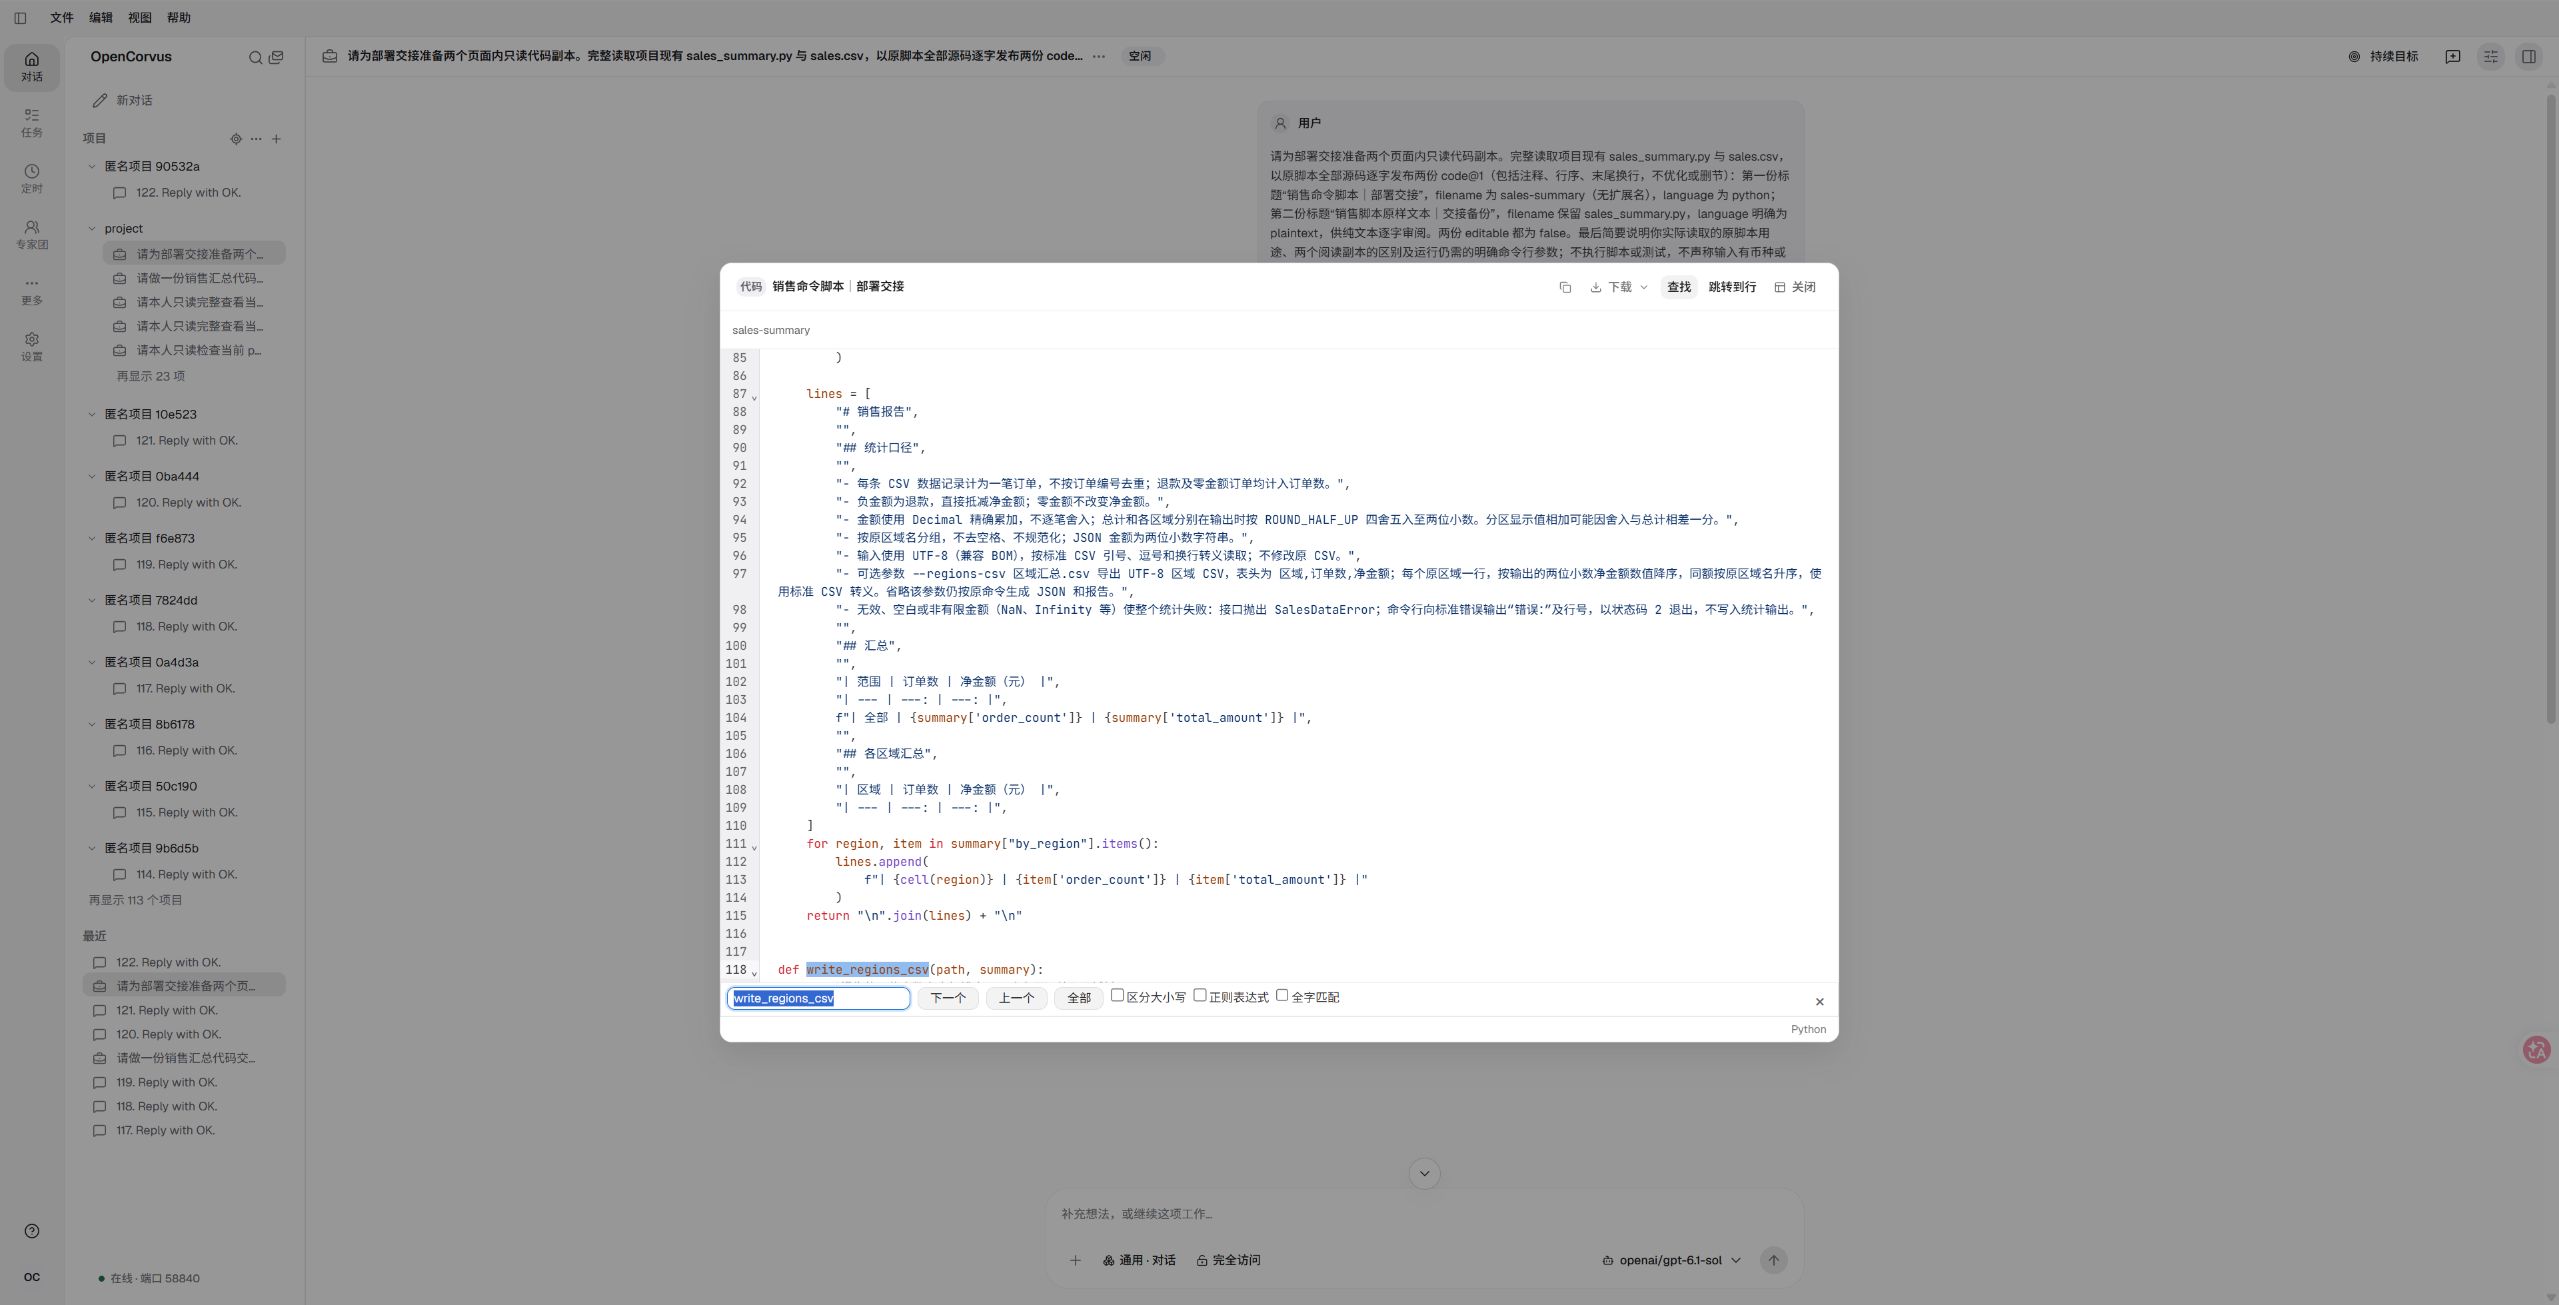 文件 编辑 视图 帮助
对话
任务
定时
专家团
更多
设置
OC
OpenCorvus
新对话
项目
匿名项目 90532a
122. Reply with OK.
project
请为部署交接准备两个...
请做一份销售汇总代码...
请本人只读完整查看当...
请本人只读完整查看当...
请本人只读检查当前 p...
再显示 23 项
匿名项目 10e523
121. Reply with OK.
匿名项目 0ba444
120. Reply with OK.
匿名项目 f6e873
119. Reply with OK.
匿名项目 7824dd
118. Reply with OK.
匿名项目 0a4d3a
117. Reply with OK.
匿名项目 8b6178
116. Reply with OK.
匿名项目 50c190
115. Reply with OK.
匿名项目 9b6d5b
114. Reply with OK.
再显示 113 个项目
最近
122. Reply with OK.
请为部署交接准备两个页...
121. Reply with OK.
120. Reply with OK.
请做一份销售汇总代码交...
119. Reply with OK.
118. Reply with OK.
117. Reply with OK.
在线 · 端口 58840
请为部署交接准备两个页面内只读代码副本。完整读取项目现有 sales_summary.py 与 sales.csv，以原脚本全部源码逐字发布两份 code... ··· 空闲
持续目标
用户
请为部署交接准备两个页面内只读代码副本。完整读取项目现有 sales_summary.py 与 sales.csv，
以原脚本全部源码逐字发布两份 code@1（包括注释、行序、末尾换行，不优化或删节）：第一份标
题“销售命令脚本｜部署交接”，filename 为 sales-summary（无扩展名），language 为 python；
第二份标题“销售脚本原样文本｜交接备份”，filename 保留 sales_summary.py，language 明确为
plaintext，供纯文本逐字审阅。两份 editable 都为 false。最后简要说明你实际读取的原脚本用
途、两个阅读副本的区别及运行仍需的明确命令行参数；不执行脚本或测试，不声称输入有币种或
代码 销售命令脚本｜部署交接
下载 查找 跳转到行 关闭
sales-summary
85         )
86
87     lines = [
88         "# 销售报告",
89         "",
90         "## 统计口径",
91         "",
92         "- 每条 CSV 数据记录计为一笔订单，不按订单编号去重；退款及零金额订单均计入订单数。",
93         "- 负金额为退款，直接抵减净金额；零金额不改变净金额。",
94         "- 金额使用 Decimal 精确累加，不逐笔舍入；总计和各区域分别在输出时按 ROUND_HALF_UP 四舍五入至两位小数。分区显示值相加可能因舍入与总计相差一分。",
95         "- 按原区域名分组，不去空格、不规范化；JSON 金额为两位小数字符串。",
96         "- 输入使用 UTF-8（兼容 BOM），按标准 CSV 引号、逗号和换行转义读取；不修改原 CSV。",
97         "- 可选参数 --regions-csv 区域汇总.csv 导出 UTF-8 区域 CSV，表头为 区域,订单数,净金额；每个原区域一行，按输出的两位小数净金额数值降序，同额按原区域名升序，使
用标准 CSV 转义。省略该参数仍按原命令生成 JSON 和报告。",
98         "- 无效、空白或非有限金额（NaN、Infinity 等）使整个统计失败：接口抛出 SalesDataError；命令行向标准错误输出“错误：”及行号，以状态码 2 退出，不写入统计输出。",
99         "",
100         "## 汇总",
101         "",
102         "| 范围 | 订单数 | 净金额（元） |",
103         "| --- | ---: | ---: |",
104         f"| 全部 | {summary['order_count']} | {summary['total_amount']} |",
105         "",
106         "## 各区域汇总",
107         "",
108         "| 区域 | 订单数 | 净金额（元） |",
109         "| --- | ---: | ---: |",
110     ]
111     for region, item in summary["by_region"].items():
112         lines.append(
113             f"| {cell(region)} | {item['order_count']} | {item['total_amount']} |"
114         )
115     return "\n".join(lines) + "\n"
116
117
118 def write_regions_csv(path, summary):
write_regions_csv 下一个 上一个 全部 区分大小写 正则表达式 全字匹配 ×
Python
补充想法，或继续这项工作...
通用 · 对话 完全访问 openai/gpt-6.1-sol